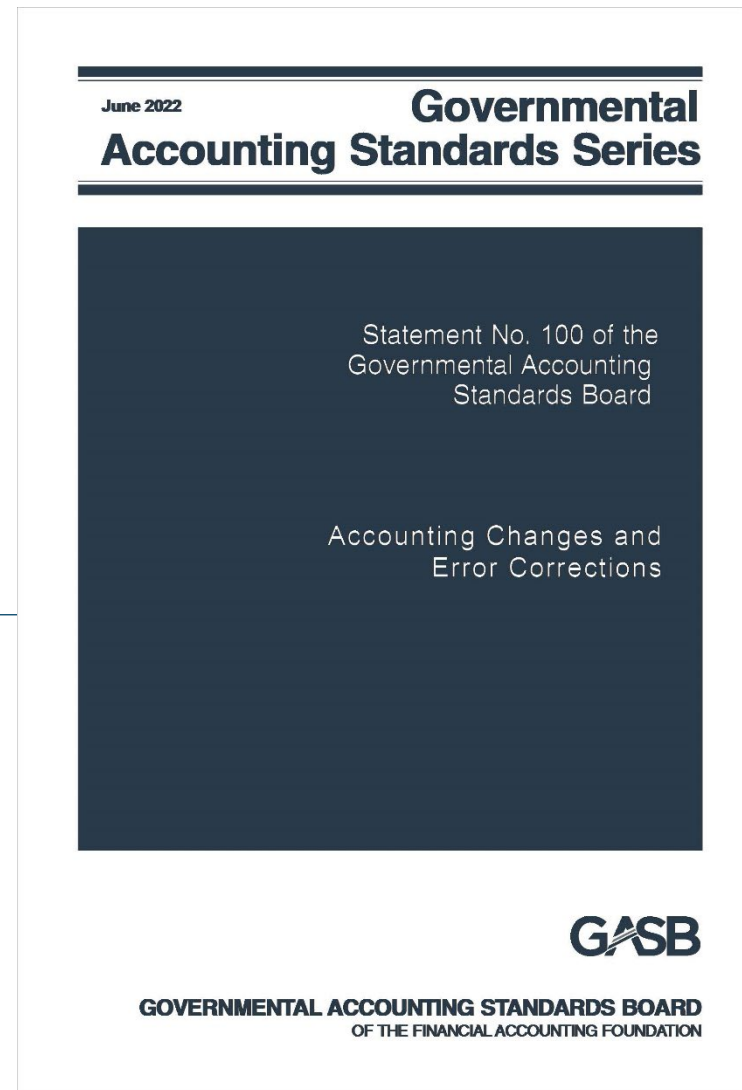 June 2022
Governmental
Accounting Standards Series
Statement No. 100 of the
Governmental Accounting
Standards Board
Accounting Changes and
Error Corrections
GASB
GOVERNMENTAL ACCOUNTING STANDARDS BOARD
OF THE FINANCIAL ACCOUNTING FOUNDATION